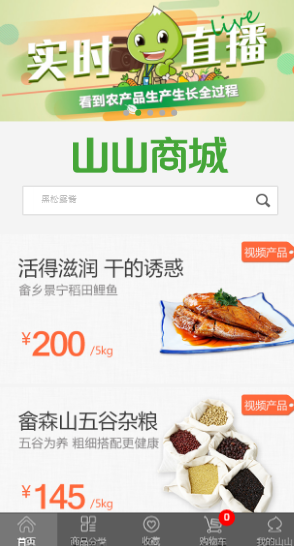 实时
直播
Live
看到农产品生产生长全过程
山山商城
黑松露卷
视频产品
活得滋润 干的诱惑
畲乡景宁稻田鲤鱼
¥200 /5kg
视频产品
畲森山五谷杂粮
五谷为养 粗细搭配更健康
¥145 /5kg
0
首页
商品分类
收藏
购物车
我的山山